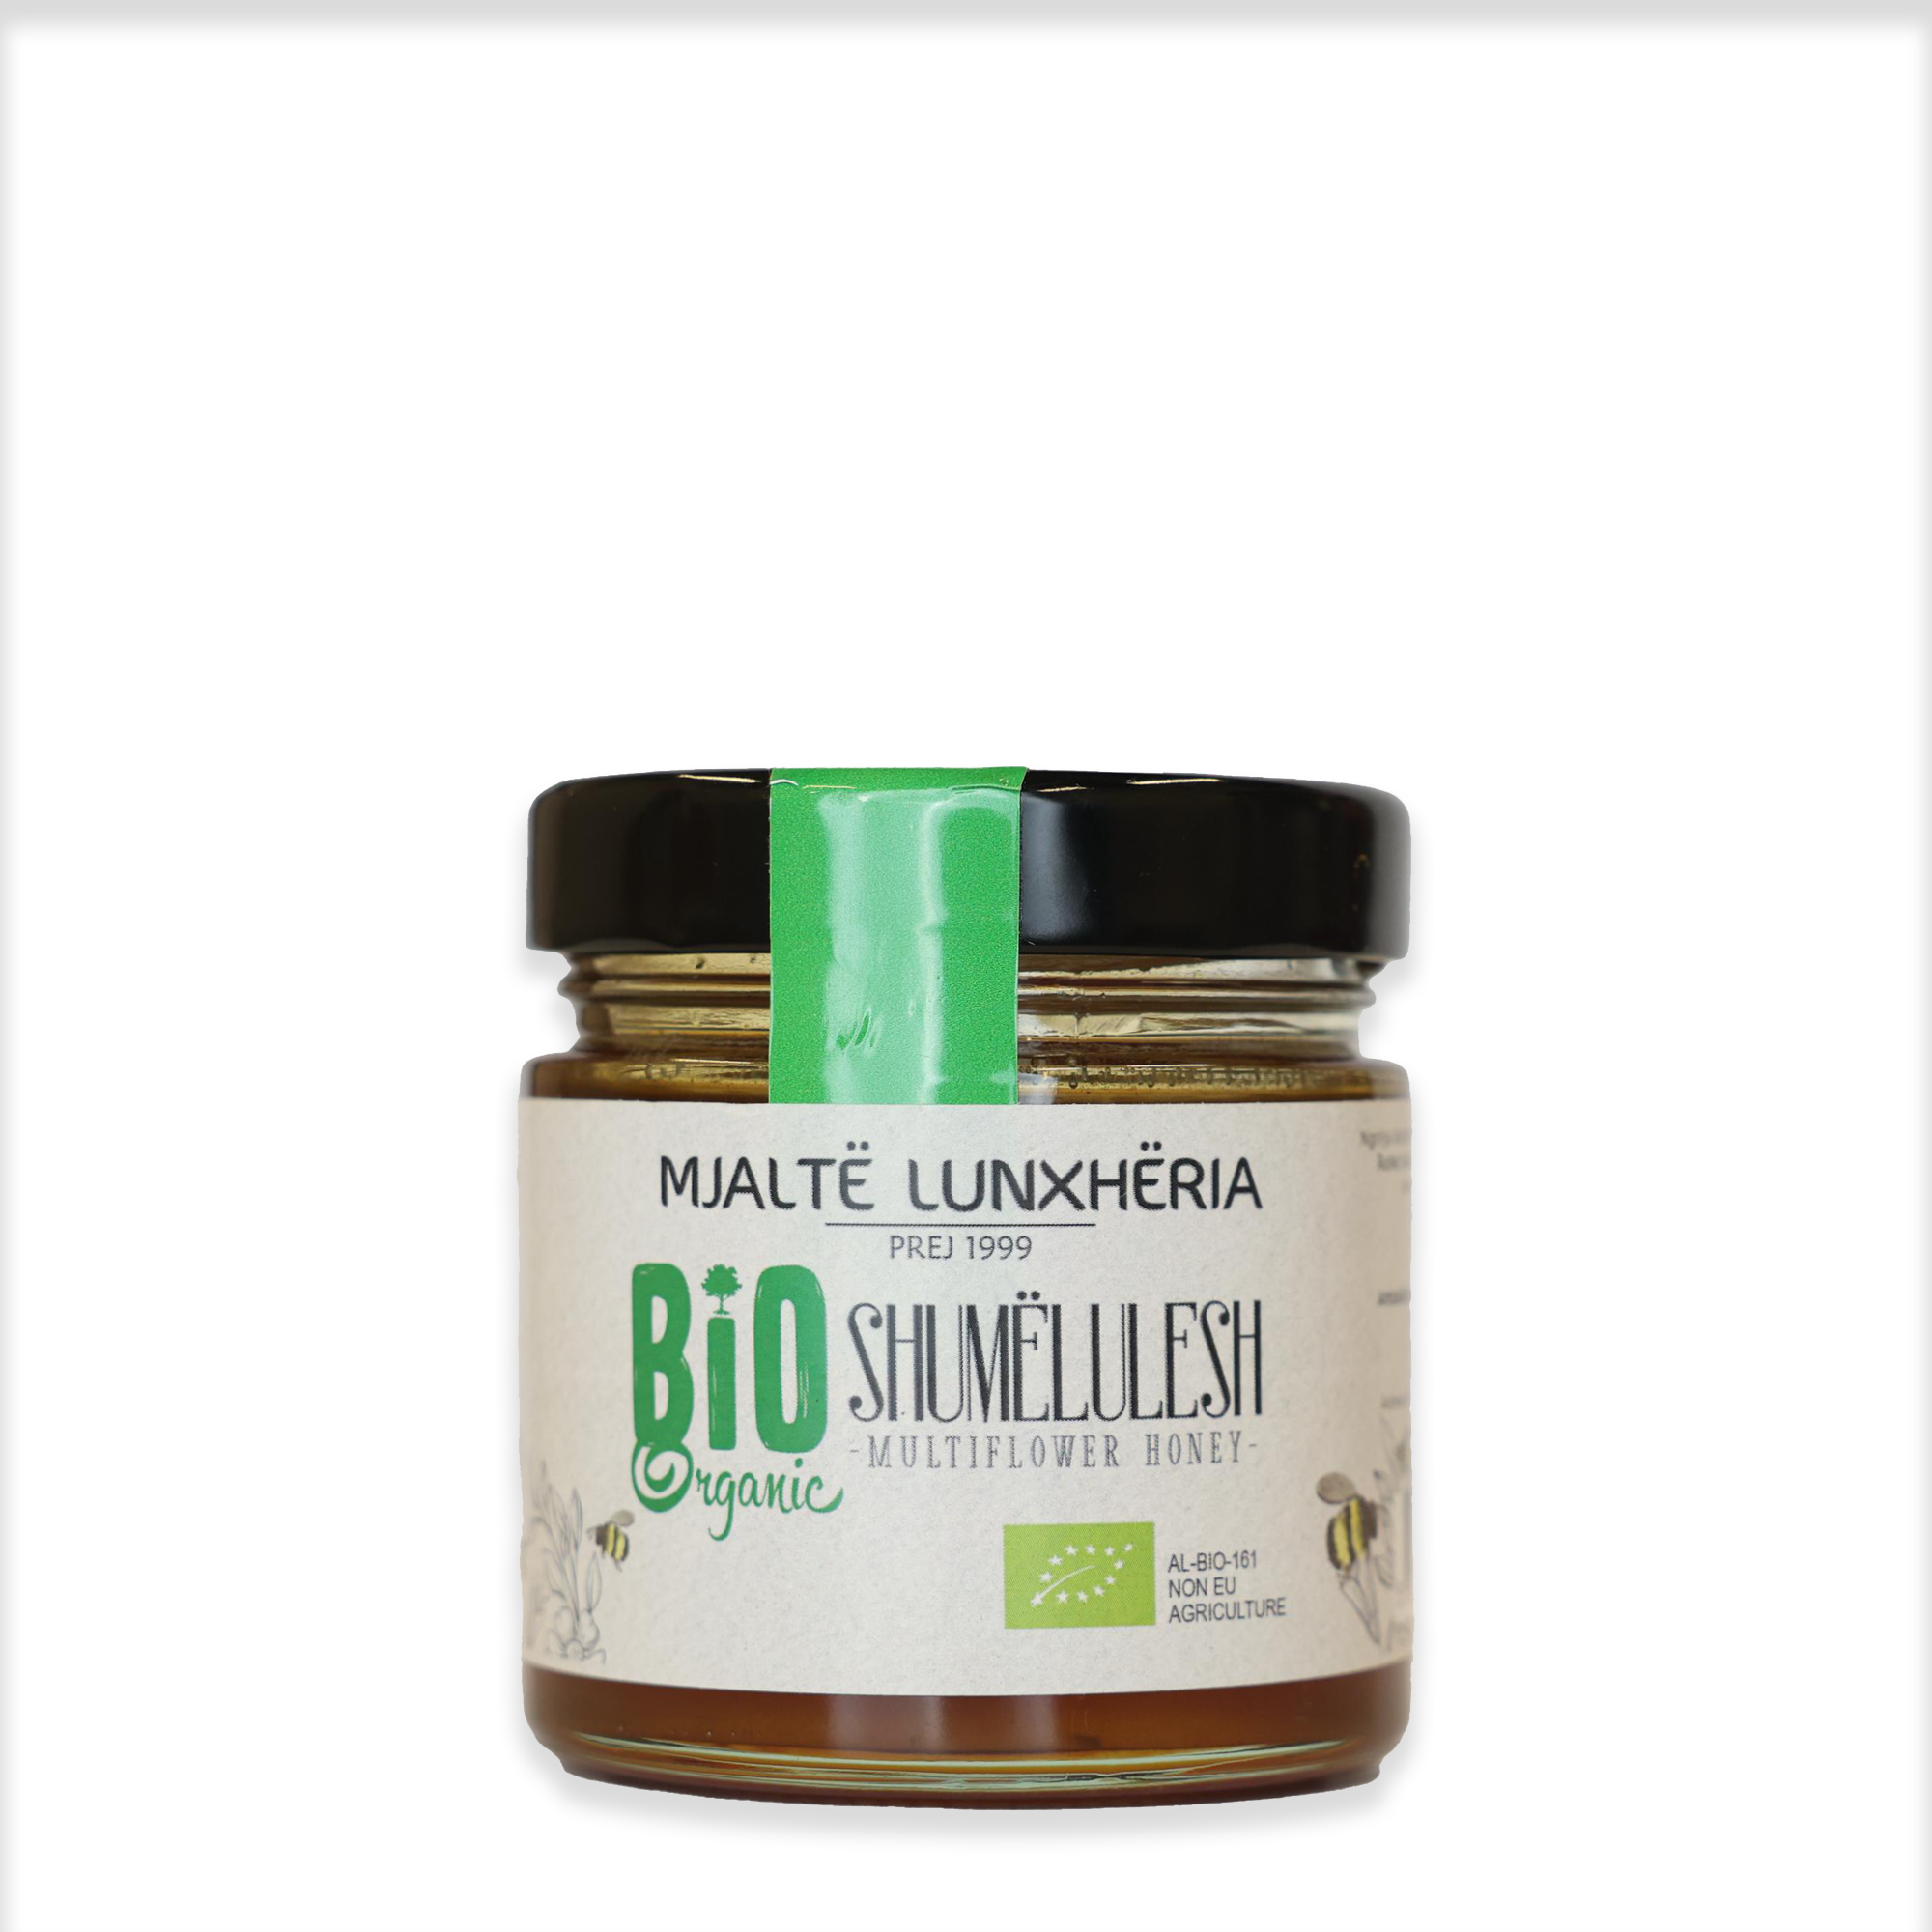 MJALTË LUNXHËRIA
PREJ 1999
BiO
Organic
SHUMËLULESH
-MULTIFLOWER HONEY-
AL-BIO-161
NON EU
AGRICULTURE